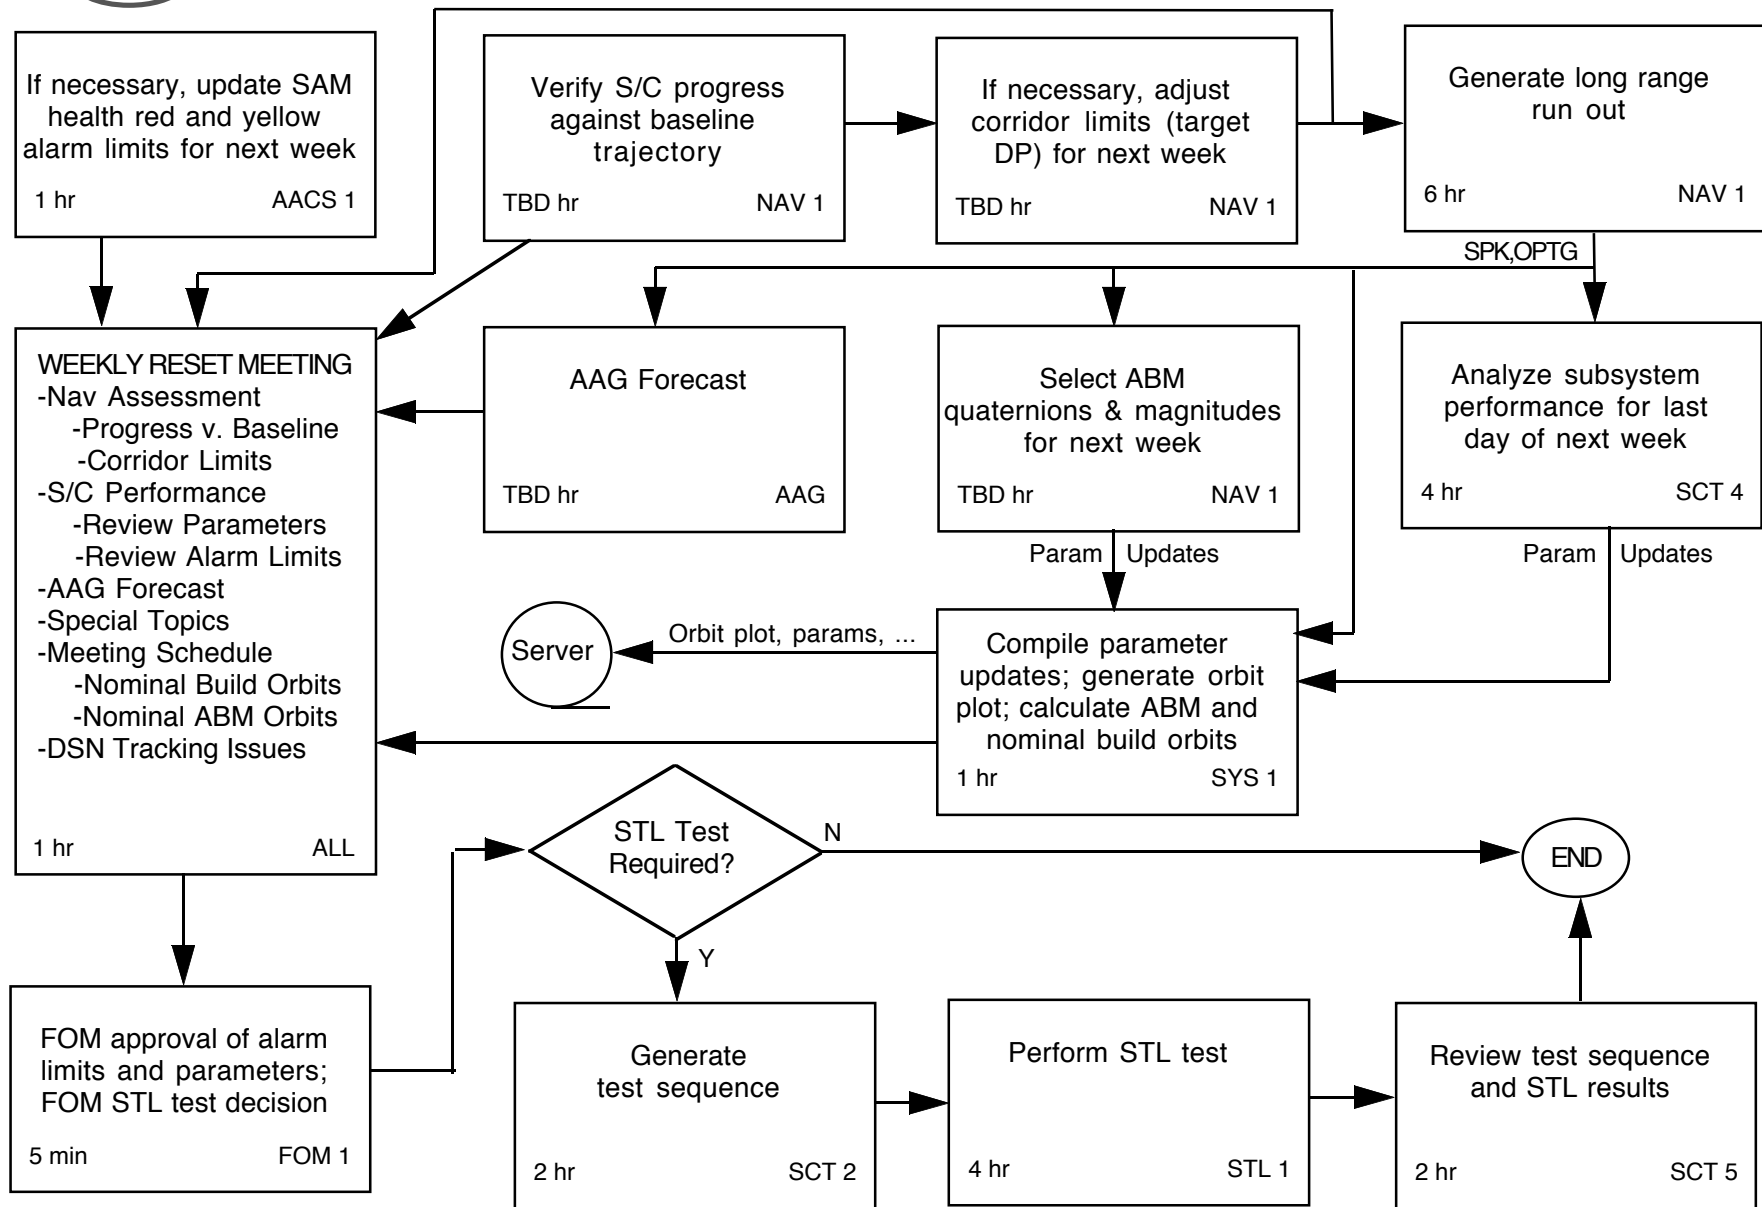 If necessary, update SAM
health red and yellow
alarm limits for next week
1 hr AACS 1
Verify S/C progress
against baseline
trajectory
TBD hr NAV 1
If necessary, adjust
corridor limits (target
DP) for next week
TBD hr NAV 1
Generate long range
run out
6 hr NAV 1
SPK,OPTG
WEEKLY RESET MEETING
-Nav Assessment
-Progress v. Baseline
-Corridor Limits
-S/C Performance
-Review Parameters
-Review Alarm Limits
-AAG Forecast
-Special Topics
-Meeting Schedule
-Nominal Build Orbits
-Nominal ABM Orbits
-DSN Tracking Issues
1 hr ALL
AAG Forecast
TBD hr AAG
Select ABM
quaternions & magnitudes
for next week
TBD hr NAV 1
Analyze subsystem
performance for last
day of next week
4 hr SCT 4
Param Updates
Param Updates
Server
Orbit plot, params, ...
Compile parameter
updates; generate orbit
plot; calculate ABM and
nominal build orbits
1 hr SYS 1
STL Test
Required?
N
END
Y
FOM approval of alarm
limits and parameters;
FOM STL test decision
5 min FOM 1
Generate
test sequence
2 hr SCT 2
Perform STL test
4 hr STL 1
Review test sequence
and STL results
2 hr SCT 5